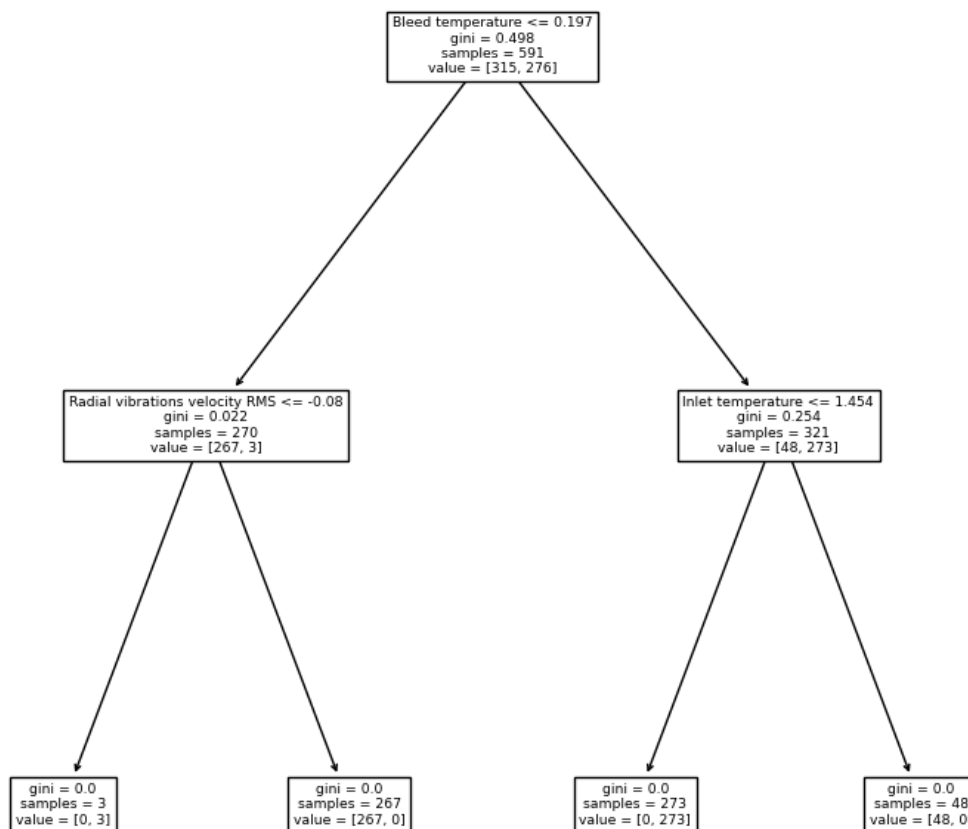 Bleed temperature <= 0.197
gini = 0.498
samples = 591
value = [315, 276]
Radial vibrations velocity RMS <= -0.08
gini = 0.022
samples = 270
value = [267, 3]
Inlet temperature <= 1.454
gini = 0.254
samples = 321
value = [48, 273]
gini = 0.0
samples = 3
value = [0, 3]
gini = 0.0
samples = 267
value = [267, 0]
gini = 0.0
samples = 273
value = [0, 273]
gini = 0.0
samples = 48
value = [48, 0]